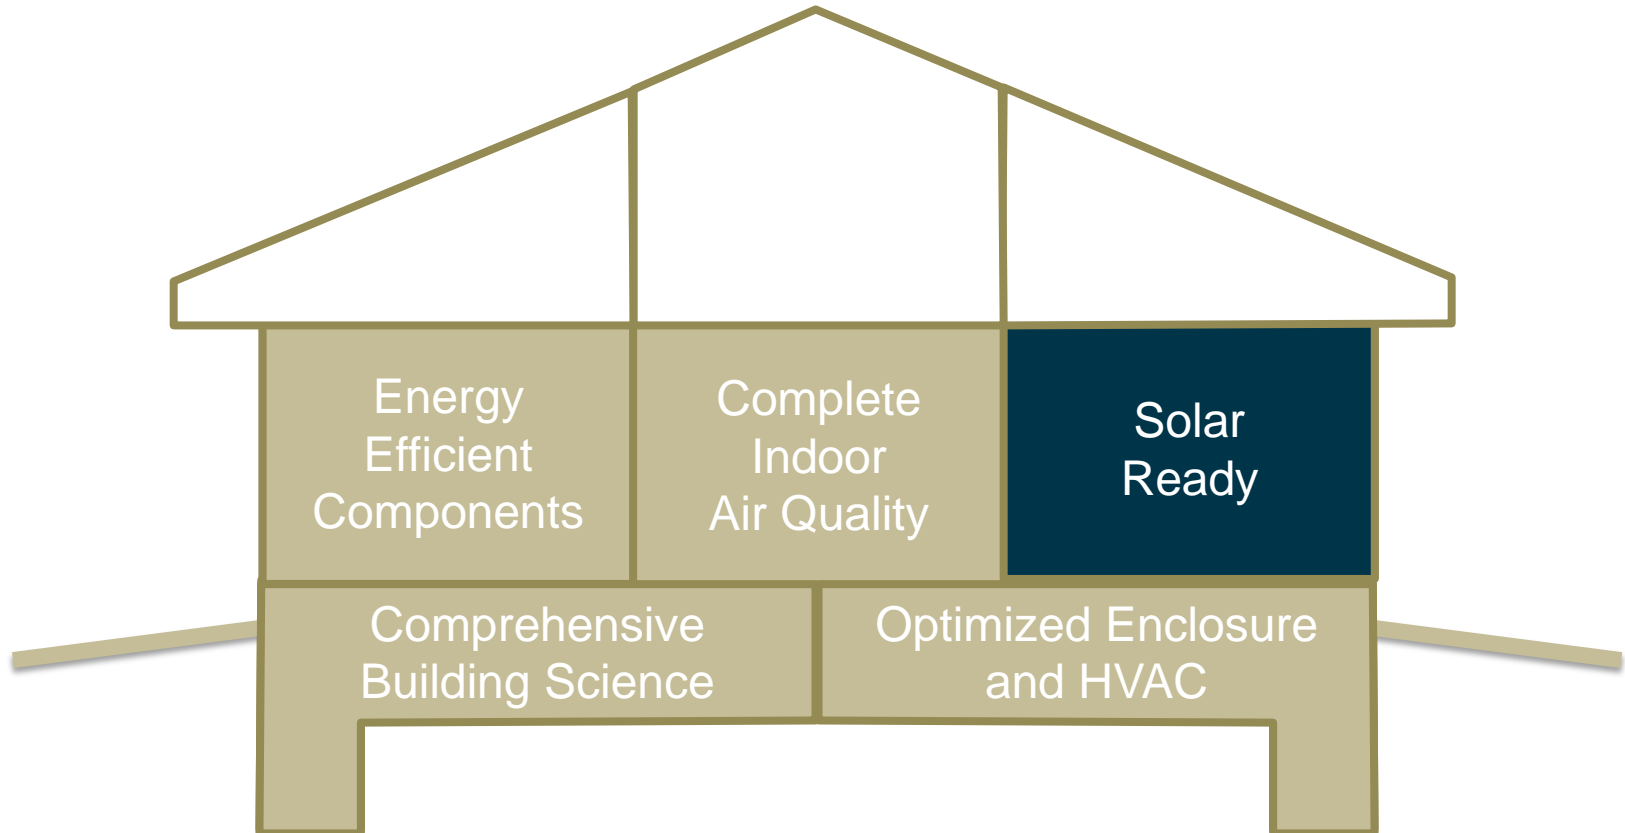 Energy
Efficient
Components
Complete
Indoor
Air Quality
Solar
Ready
Comprehensive
Building Science
Optimized Enclosure
and HVAC